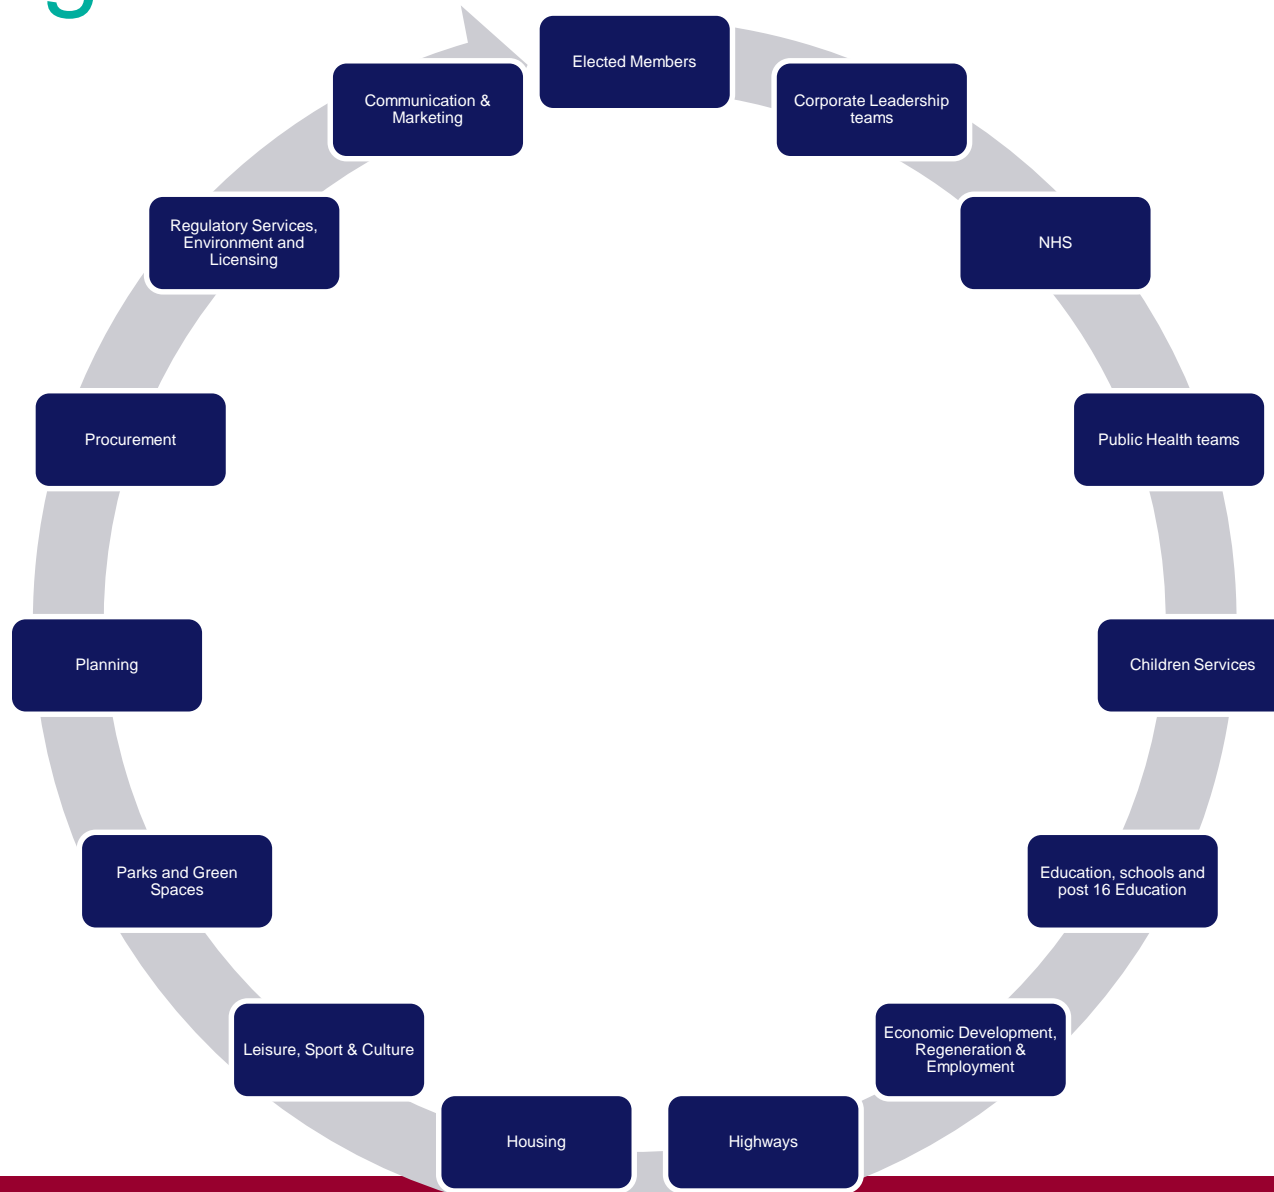 Elected Members
Corporate Leadership
teams
NHS
Public Health teams
Children Services
Education, schools and
post 16 Education
Economic Development,
Regeneration &
Employment
Highways
Housing
Leisure, Sport & Culture
Parks and Green
Spaces
Planning
Procurement
Regulatory Services,
Environment and
Licensing
Communication &
Marketing